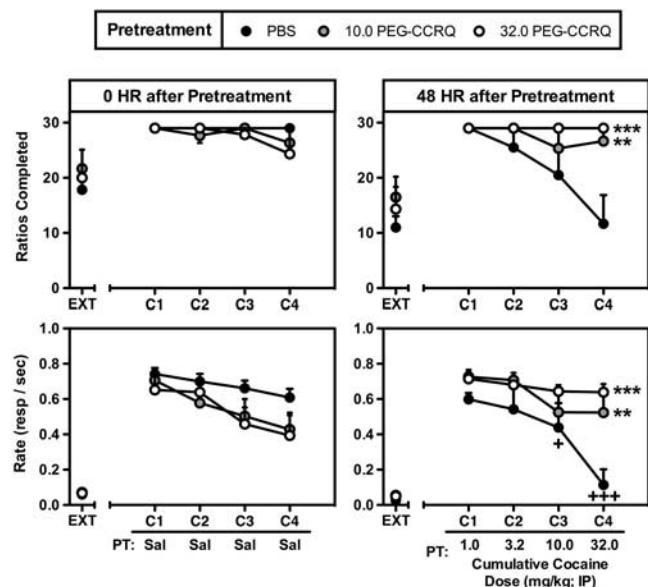 Pretreatment PBS 10.0 PEG-CCRQ 32.0 PEG-CCRQ
0 HR after Pretreatment
48 HR after Pretreatment
Ratios Completed
30
20
10
0
EXT C1 C2 C3 C4
30
20
10
0
***
**
EXT C1 C2 C3 C4
Rate (resp / sec)
1.0
0.8
0.6
0.4
0.2
0.0
EXT C1 C2 C3 C4
PT: Sal Sal Sal Sal
1.0
0.8
0.6
0.4
0.2
0.0
***
**
+
+++
EXT C1 C2 C3 C4
PT: 1.0 3.2 10.0 32.0
Cumulative Cocaine
Dose (mg/kg; IP)